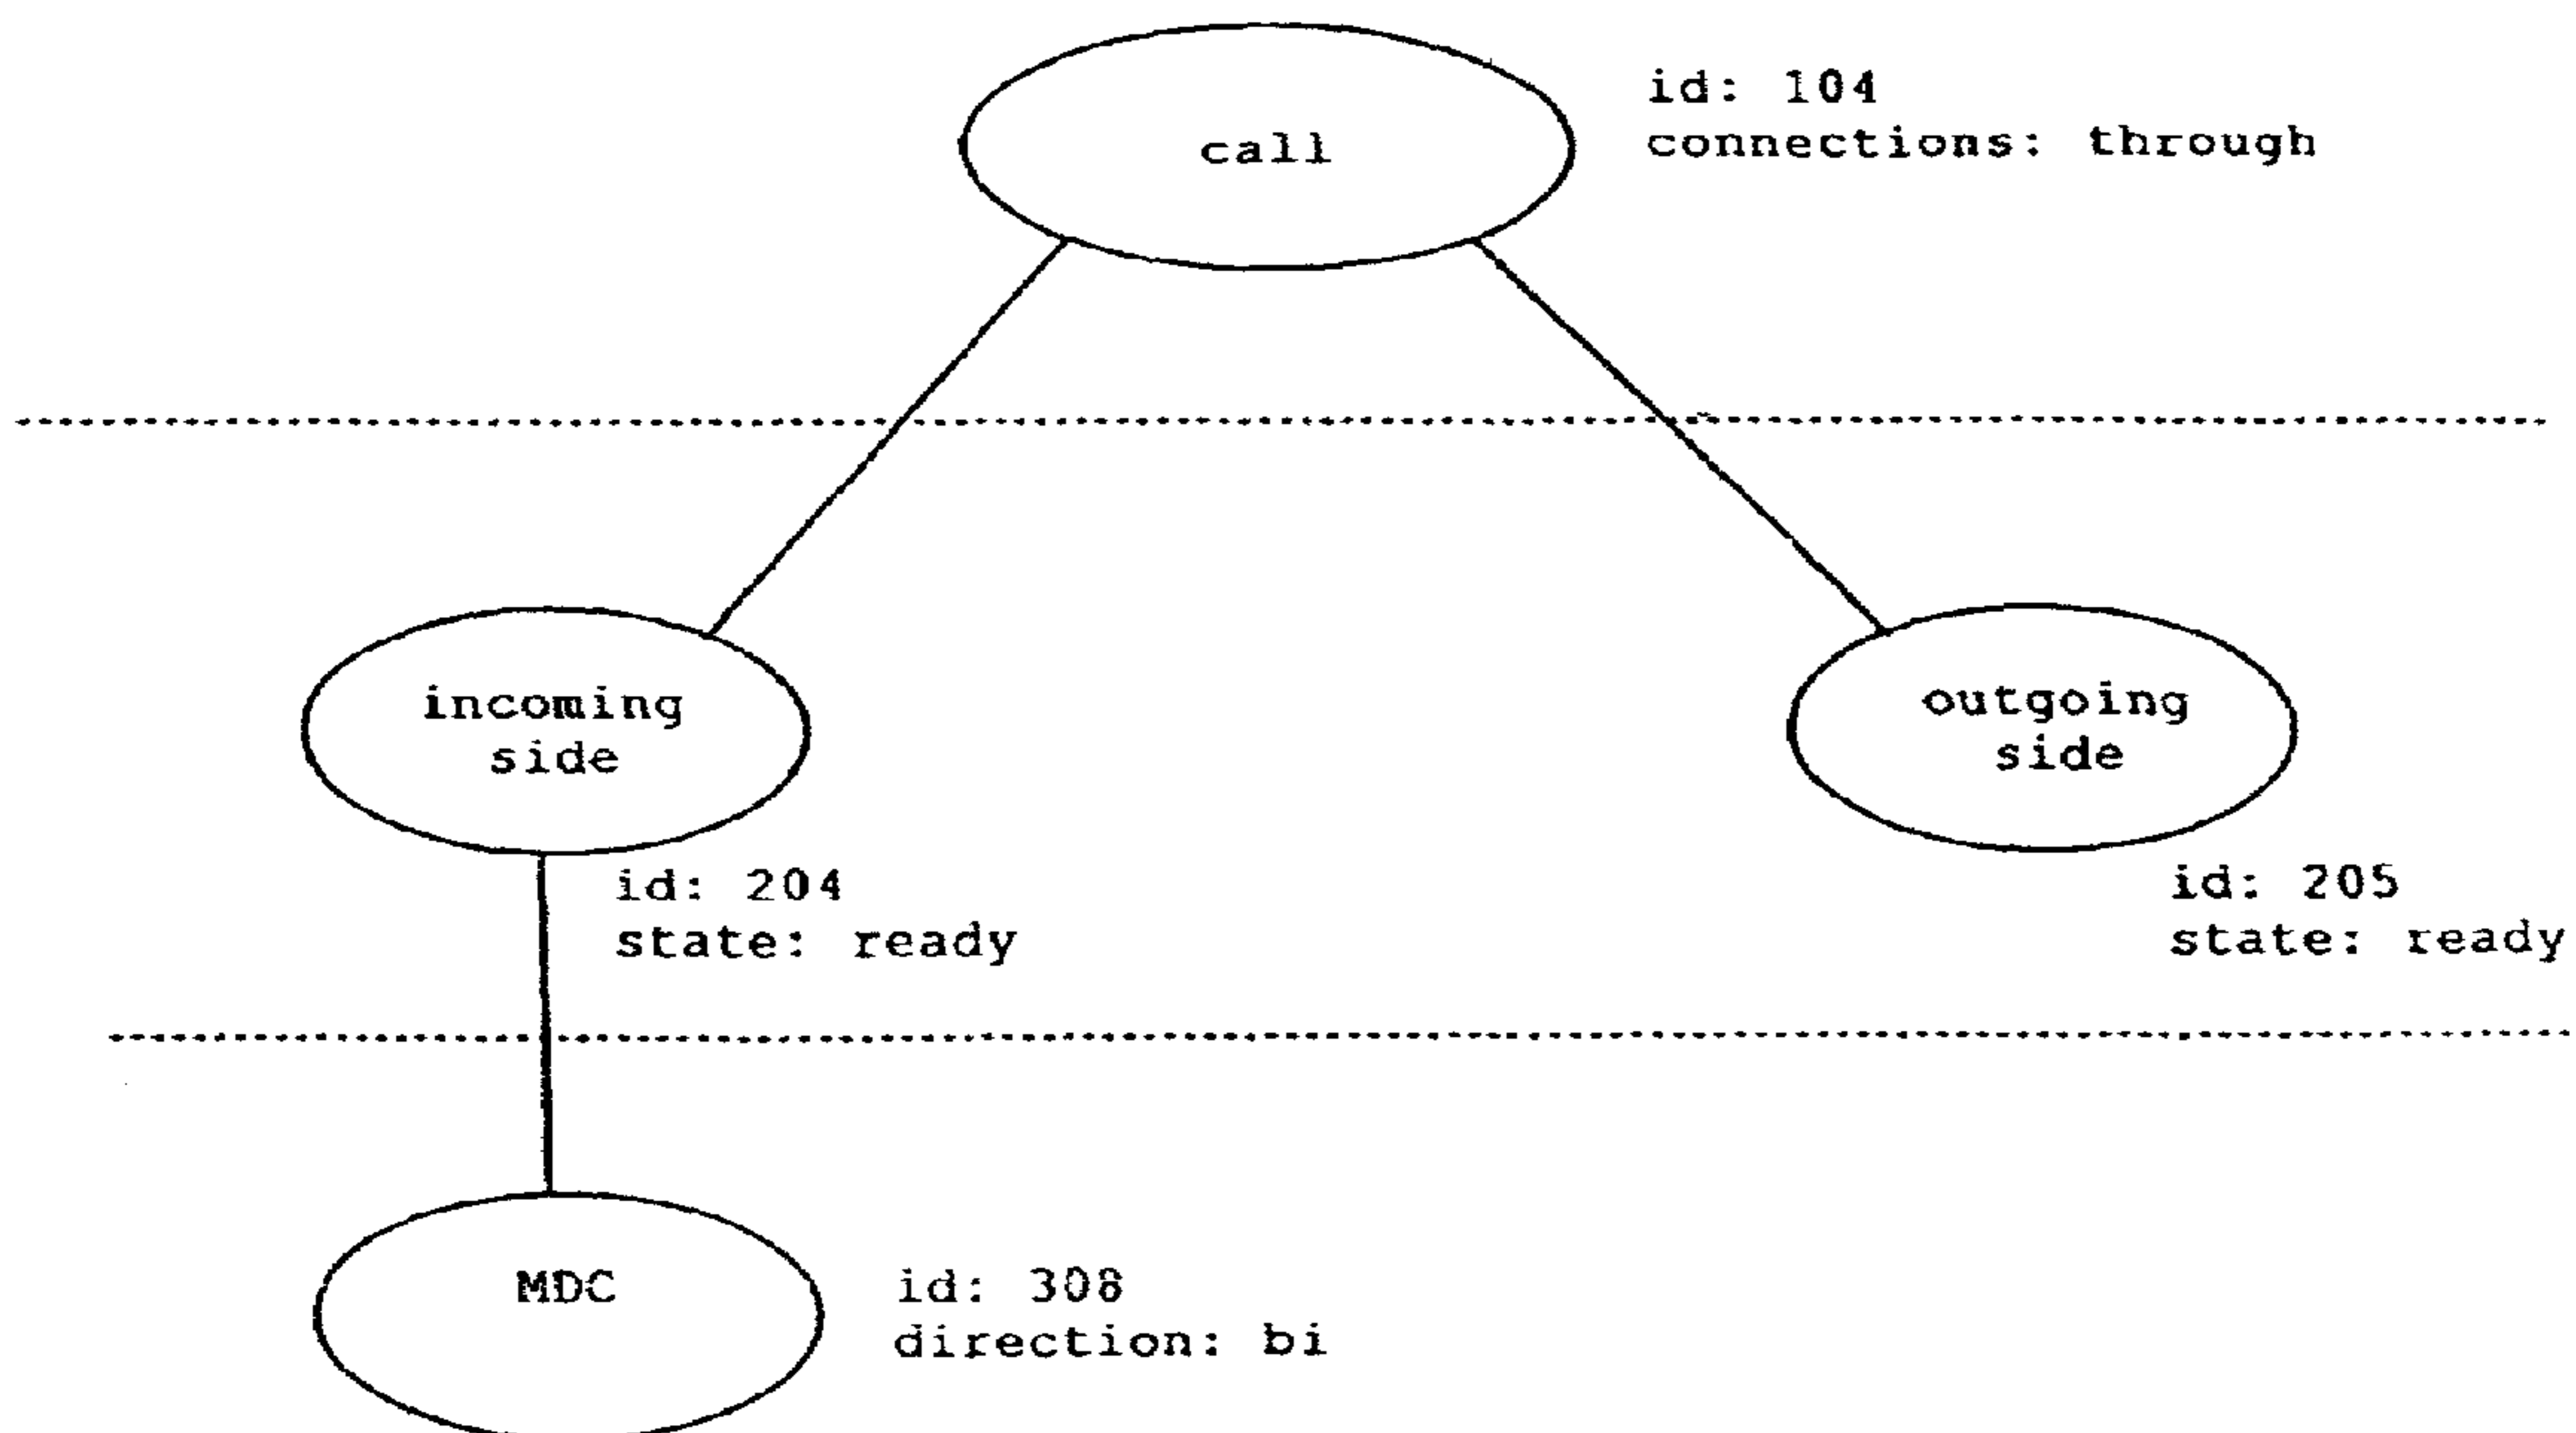 call
id: 104
connections: through
incoming
side
outgoing
side
id: 204
state: ready
id: 205
state: ready
MDC
id: 308
direction: bi